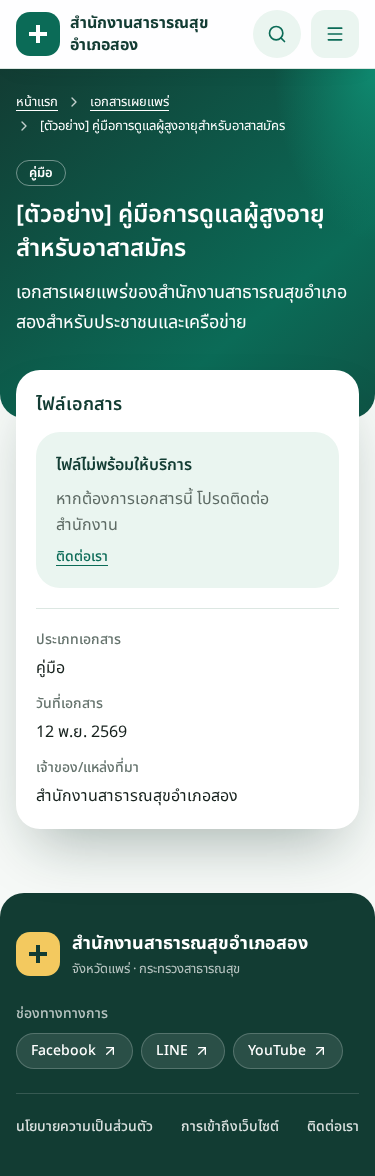 สำนักงานสาธารณสุข
อำเภอสอง
หน้าแรก
เอกสารเผยแพร่
[ตัวอย่าง] คู่มือการดูแลผู้สูงอายุสำหรับอาสาสมัคร
คู่มือ
[ตัวอย่าง] คู่มือการดูแลผู้สูงอายุ
สำหรับอาสาสมัคร
เอกสารเผยแพร่ของสำนักงานสาธารณสุขอำเภอ
สองสำหรับประชาชนและเครือข่าย
ไฟล์เอกสาร
ไฟล์ไม่พร้อมให้บริการ
หากต้องการเอกสารนี้ โปรดติดต่อ
สำนักงาน
ติดต่อเรา
ประเภทเอกสาร
คู่มือ
วันที่เอกสาร
12 พ.ย. 2569
เจ้าของ/แหล่งที่มา
สำนักงานสาธารณสุขอำเภอสอง
สำนักงานสาธารณสุขอำเภอสอง
จังหวัดแพร่ · กระทรวงสาธารณสุข
ช่องทางทางการ
Facebook
LINE
YouTube
นโยบายความเป็นส่วนตัว
การเข้าถึงเว็บไซต์
ติดต่อเรา